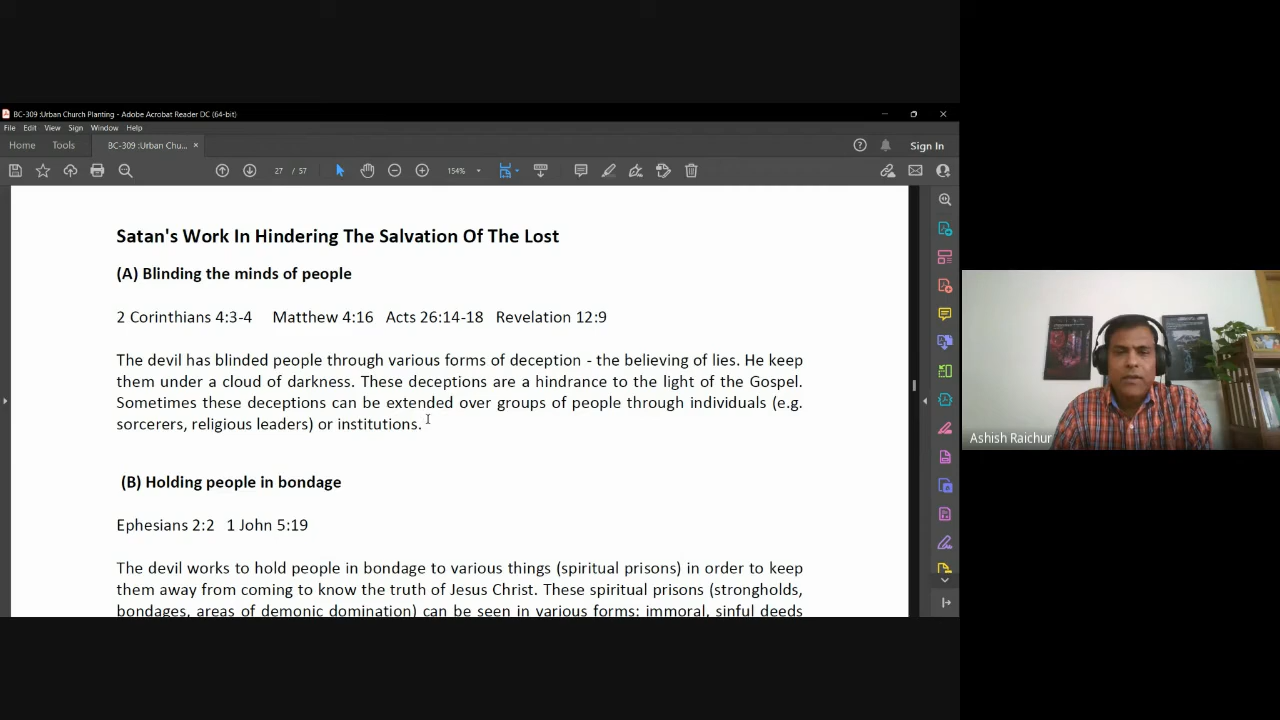 BC-309 :Urban Church Planting - Adobe Acrobat Reader DC (64-bit)
File Edit View Sign Window Help
Home Tools BC-309 :Urban Chu... × Sign In
27 / 57 154%
Satan's Work In Hindering The Salvation Of The Lost
(A) Blinding the minds of people
2 Corinthians 4:3-4 Matthew 4:16 Acts 26:14-18 Revelation 12:9
The devil has blinded people through various forms of deception - the believing of lies. He keep
them under a cloud of darkness. These deceptions are a hindrance to the light of the Gospel.
Sometimes these deceptions can be extended over groups of people through individuals (e.g.
sorcerers, religious leaders) or institutions.
(B) Holding people in bondage
Ephesians 2:2 1 John 5:19
The devil works to hold people in bondage to various things (spiritual prisons) in order to keep
them away from coming to know the truth of Jesus Christ. These spiritual prisons (strongholds,
bondages, areas of demonic domination) can be seen in various forms: immoral, sinful deeds
Ashish Raichur